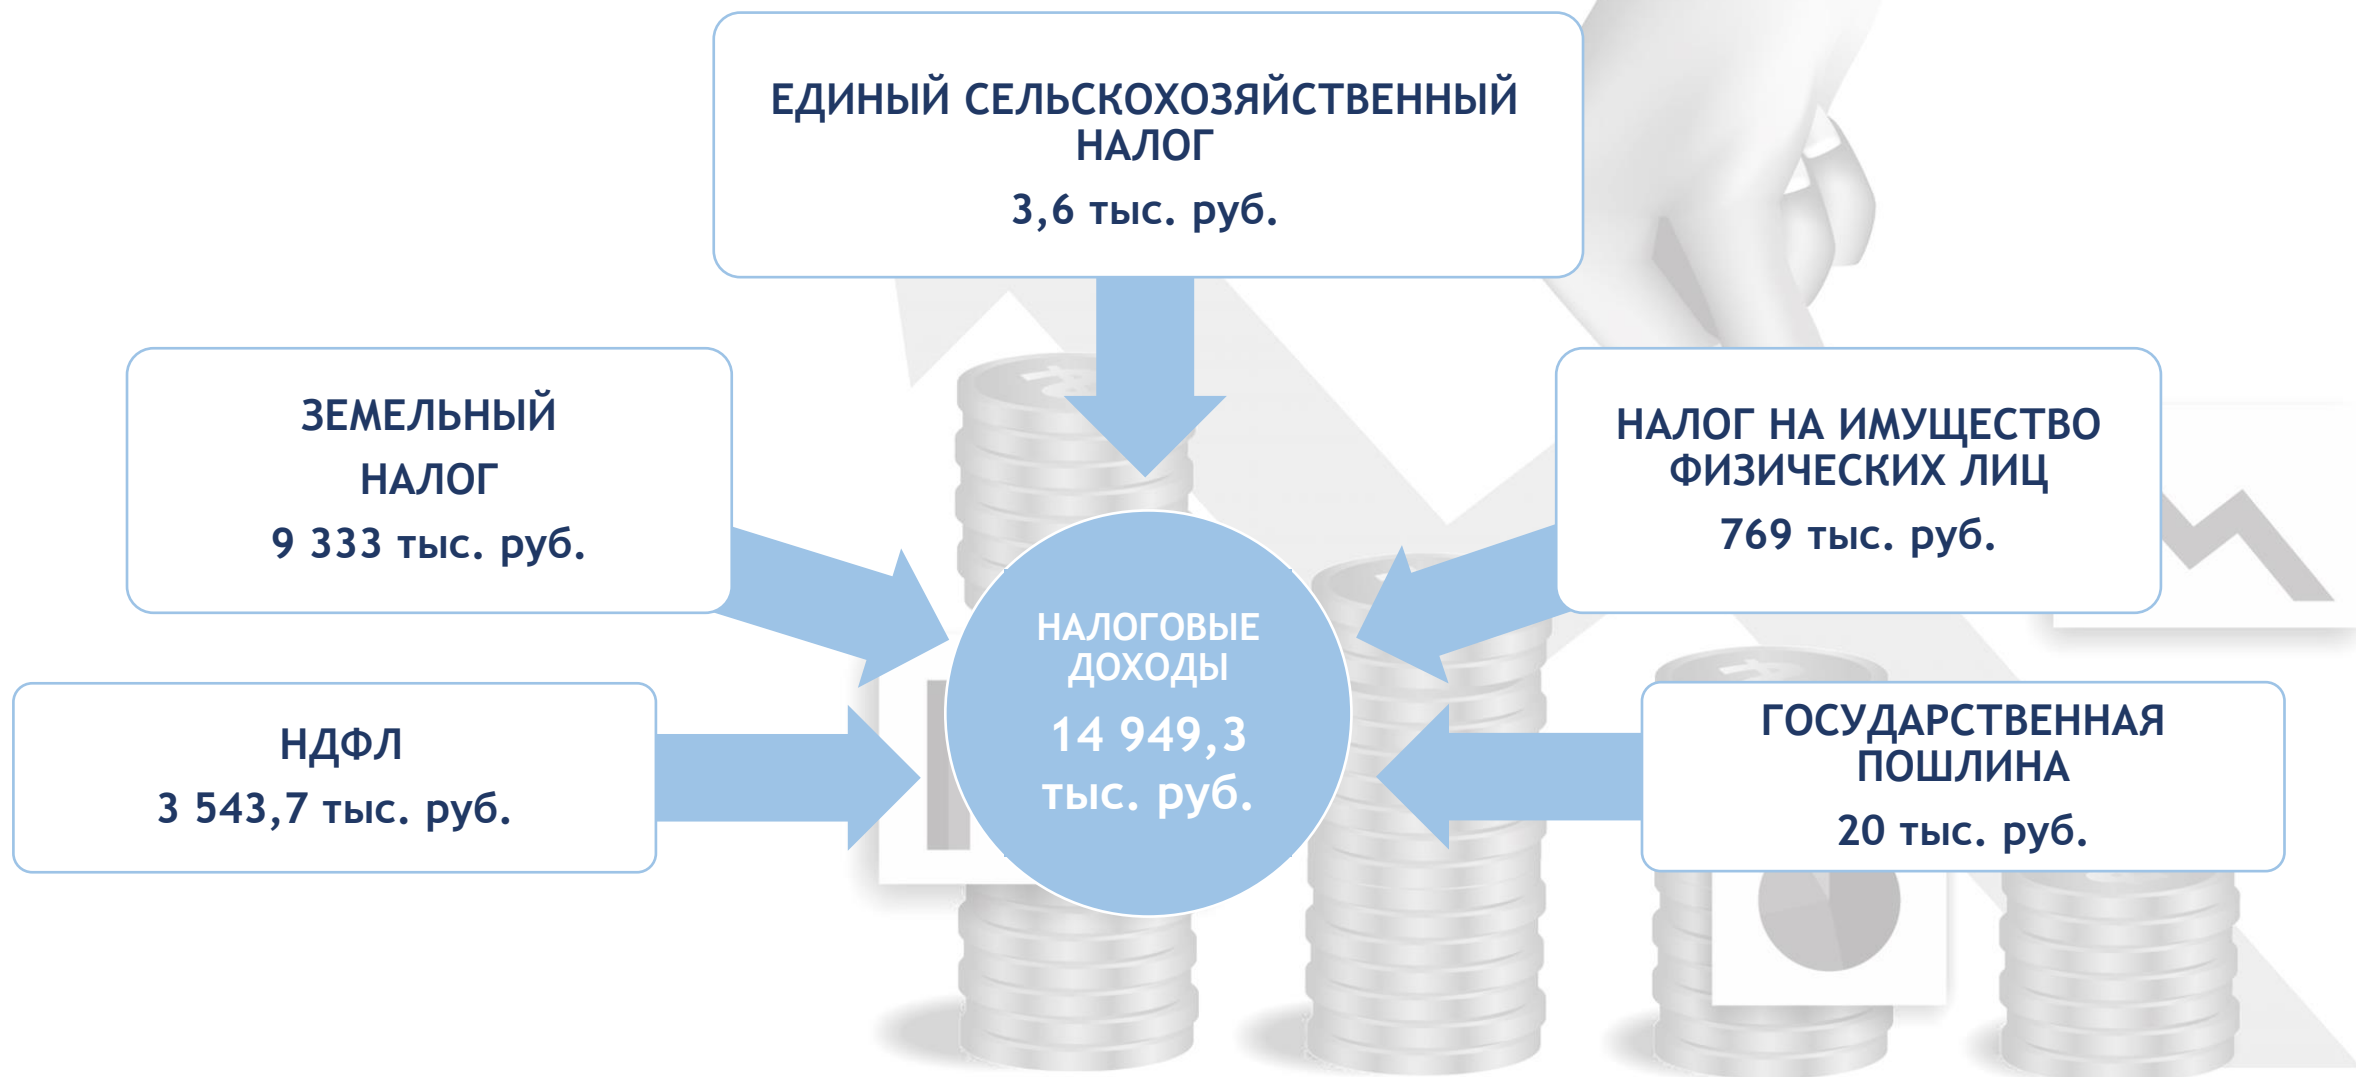 ЕДИНЫЙ СЕЛЬСКОХОЗЯЙСТВЕННЫЙ
НАЛОГ
3,6 тыс. руб.
ЗЕМЕЛЬНЫЙ
НАЛОГ
9 333 тыс. руб.
НАЛОГ НА ИМУЩЕСТВО
ФИЗИЧЕСКИХ ЛИЦ
769 тыс. руб.
НДФЛ
3 543,7 тыс. руб.
НАЛОГОВЫЕ
ДОХОДЫ
14 949,3
тыс. руб.
ГОСУДАРСТВЕННАЯ
ПОШЛИНА
20 тыс. руб.